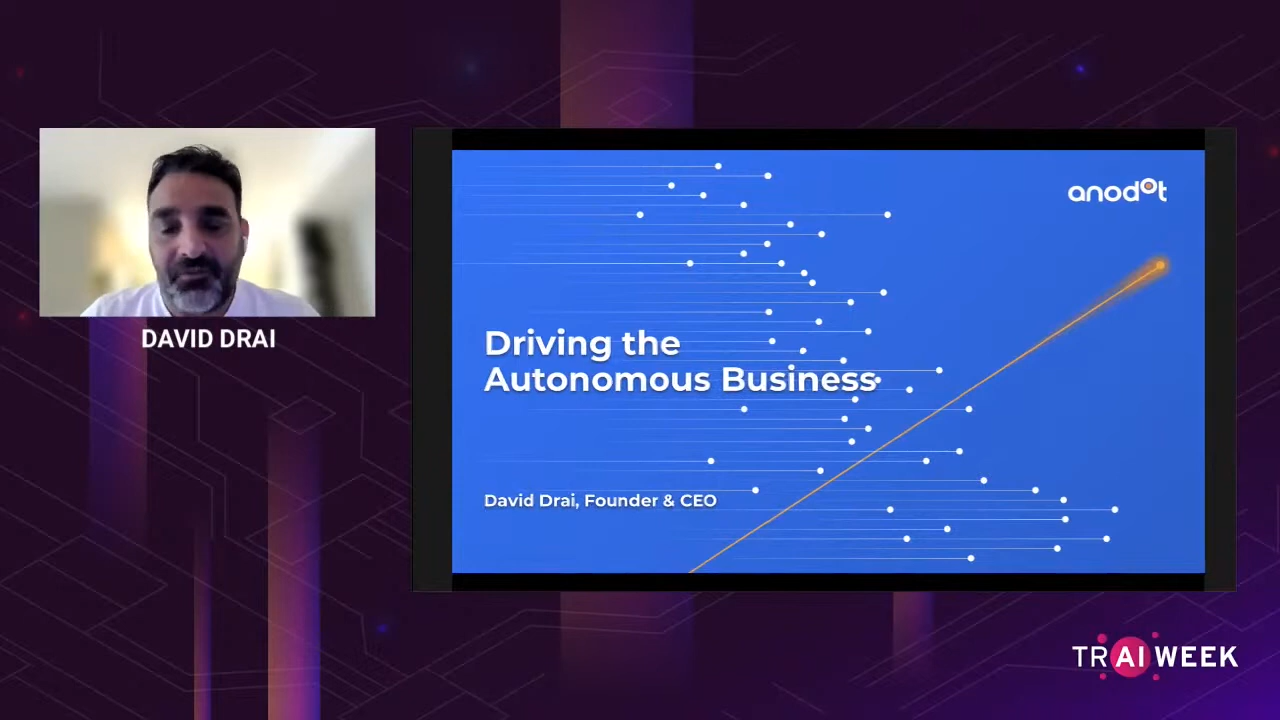 anodot
Driving the
Autonomous Business
David Drai, Founder & CEO
DAVID DRAI
TRAI WEEK